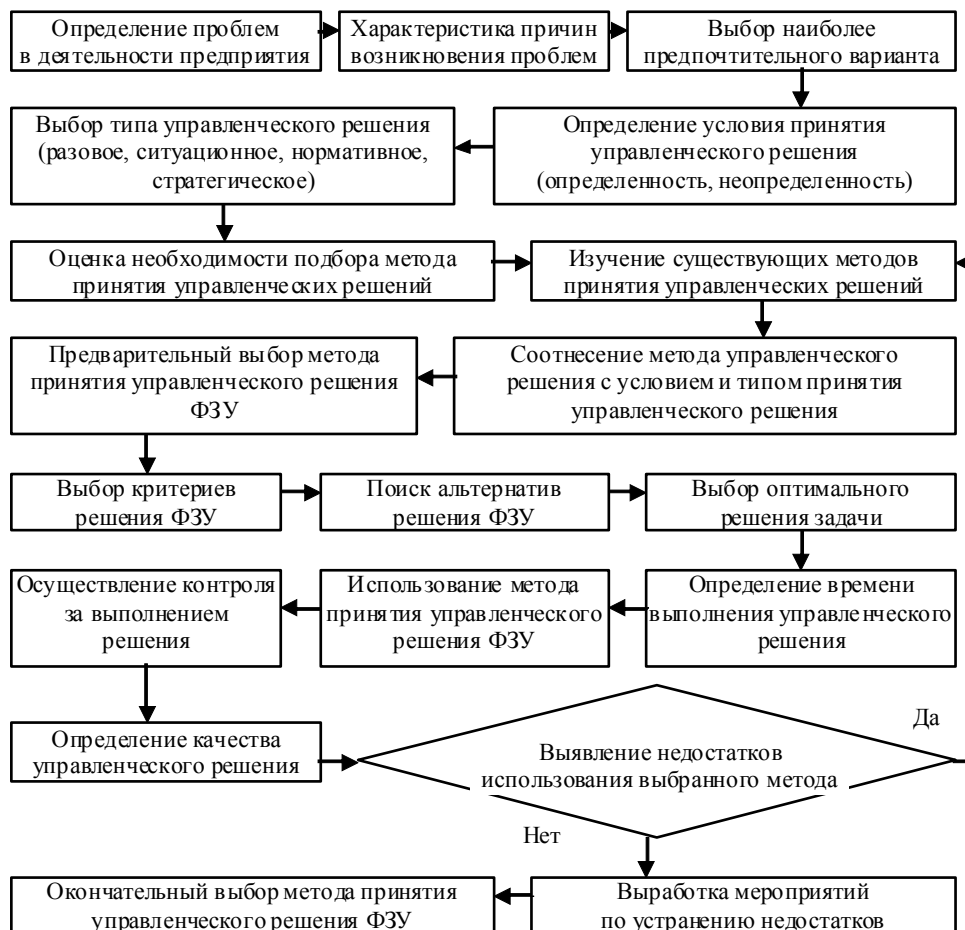 Определение проблем
в деятельности предприятия
Характеристика причин
возникновения проблем
Выбор наиболее
предпочтительного варианта
Выбор типа управленческого решения
(разовое, ситуационное, нормативное,
стратегическое)
Определение условия принятия
управленческого решения
(определенность, неопределенность)
Оценка необходимости подбора метода
принятия управленческих решений
Изучение существующих методов
принятия управленческих решений
Предварительный выбор метода
принятия управленческого решения
ФЗУ
Соотнесение метода управленческого
решения с условием и типом принятия
управленческого решения
Выбор критериев
решения ФЗУ
Поиск альтернатив
решения ФЗУ
Выбор оптимального
решения задачи
Осуществление контроля
за выполнением
решения
Использование метода
принятия управленческого
решения ФЗУ
Определение времени
выполнения управленческого
решения
Определение качества
управленческого решения
Выявление недостатков
использования выбранного метода
Да
Нет
Окончательный выбор метода принятия
управленческого решения ФЗУ
Выработка мероприятий
по устранению недостатков